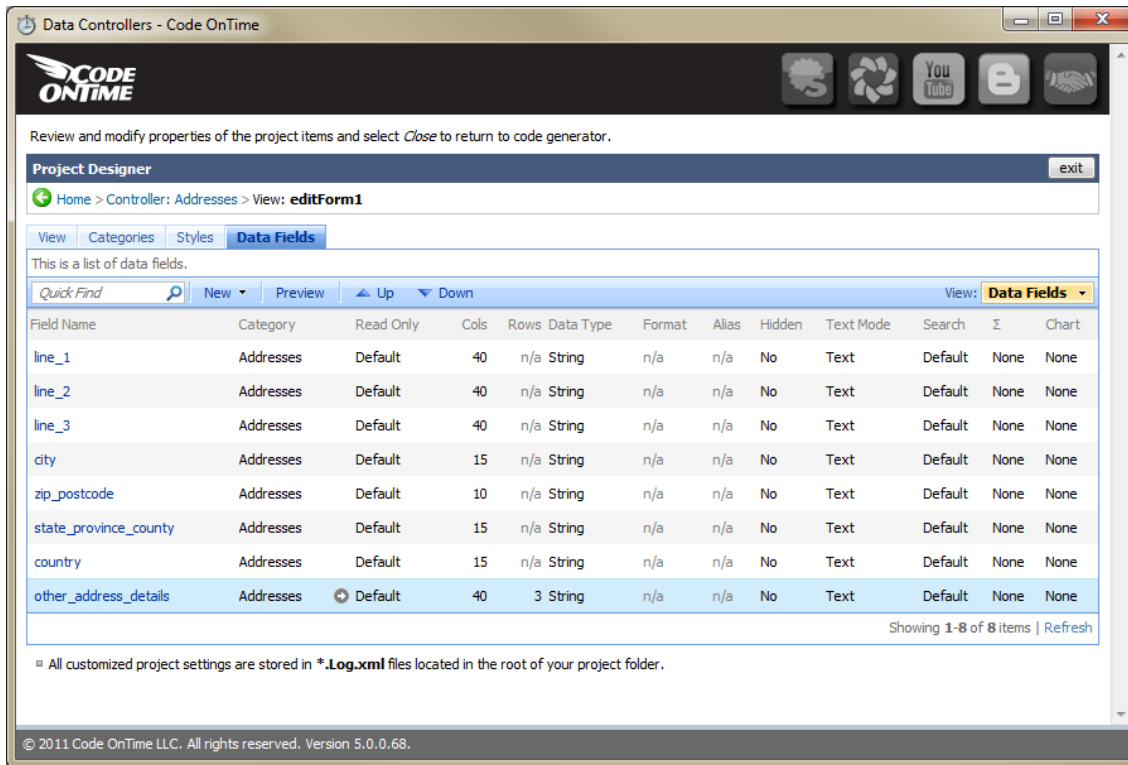 Data Controllers - Code OnTime
CODE ONTIME
You Tube
Review and modify properties of the project items and select Close to return to code generator.
Project Designer exit
Home > Controller: Addresses > View: editForm1
View Categories Styles Data Fields
This is a list of data fields.
Quick Find New Preview Up Down View: Data Fields
Field Name Category Read Only Cols Rows Data Type Format Alias Hidden Text Mode Search Σ Chart
line_1 Addresses Default 40 n/a String n/a n/a No Text Default None None
line_2 Addresses Default 40 n/a String n/a n/a No Text Default None None
line_3 Addresses Default 40 n/a String n/a n/a No Text Default None None
city Addresses Default 15 n/a String n/a n/a No Text Default None None
zip_postcode Addresses Default 10 n/a String n/a n/a No Text Default None None
state_province_county Addresses Default 15 n/a String n/a n/a No Text Default None None
country Addresses Default 15 n/a String n/a n/a No Text Default None None
other_address_details Addresses Default 40 3 String n/a n/a No Text Default None None
Showing 1-8 of 8 items | Refresh
All customized project settings are stored in *.Log.xml files located in the root of your project folder.
© 2011 Code OnTime LLC. All rights reserved. Version 5.0.0.68.